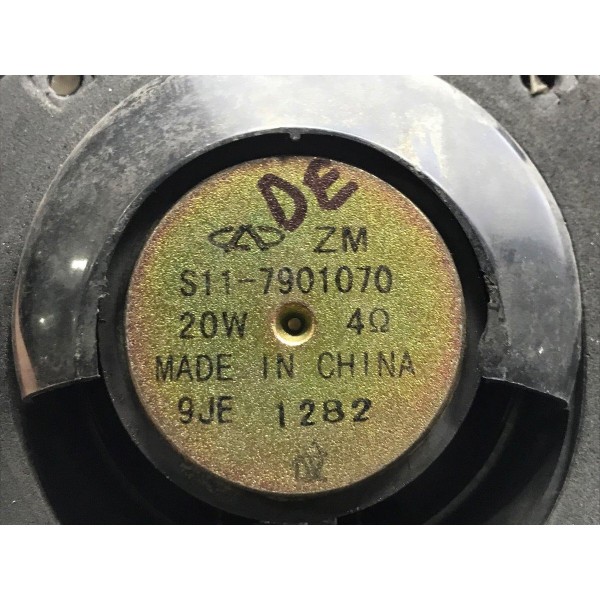 DE
ZM
S11-7901070
20W 4Ω
MADE IN CHINA
9JE 1282